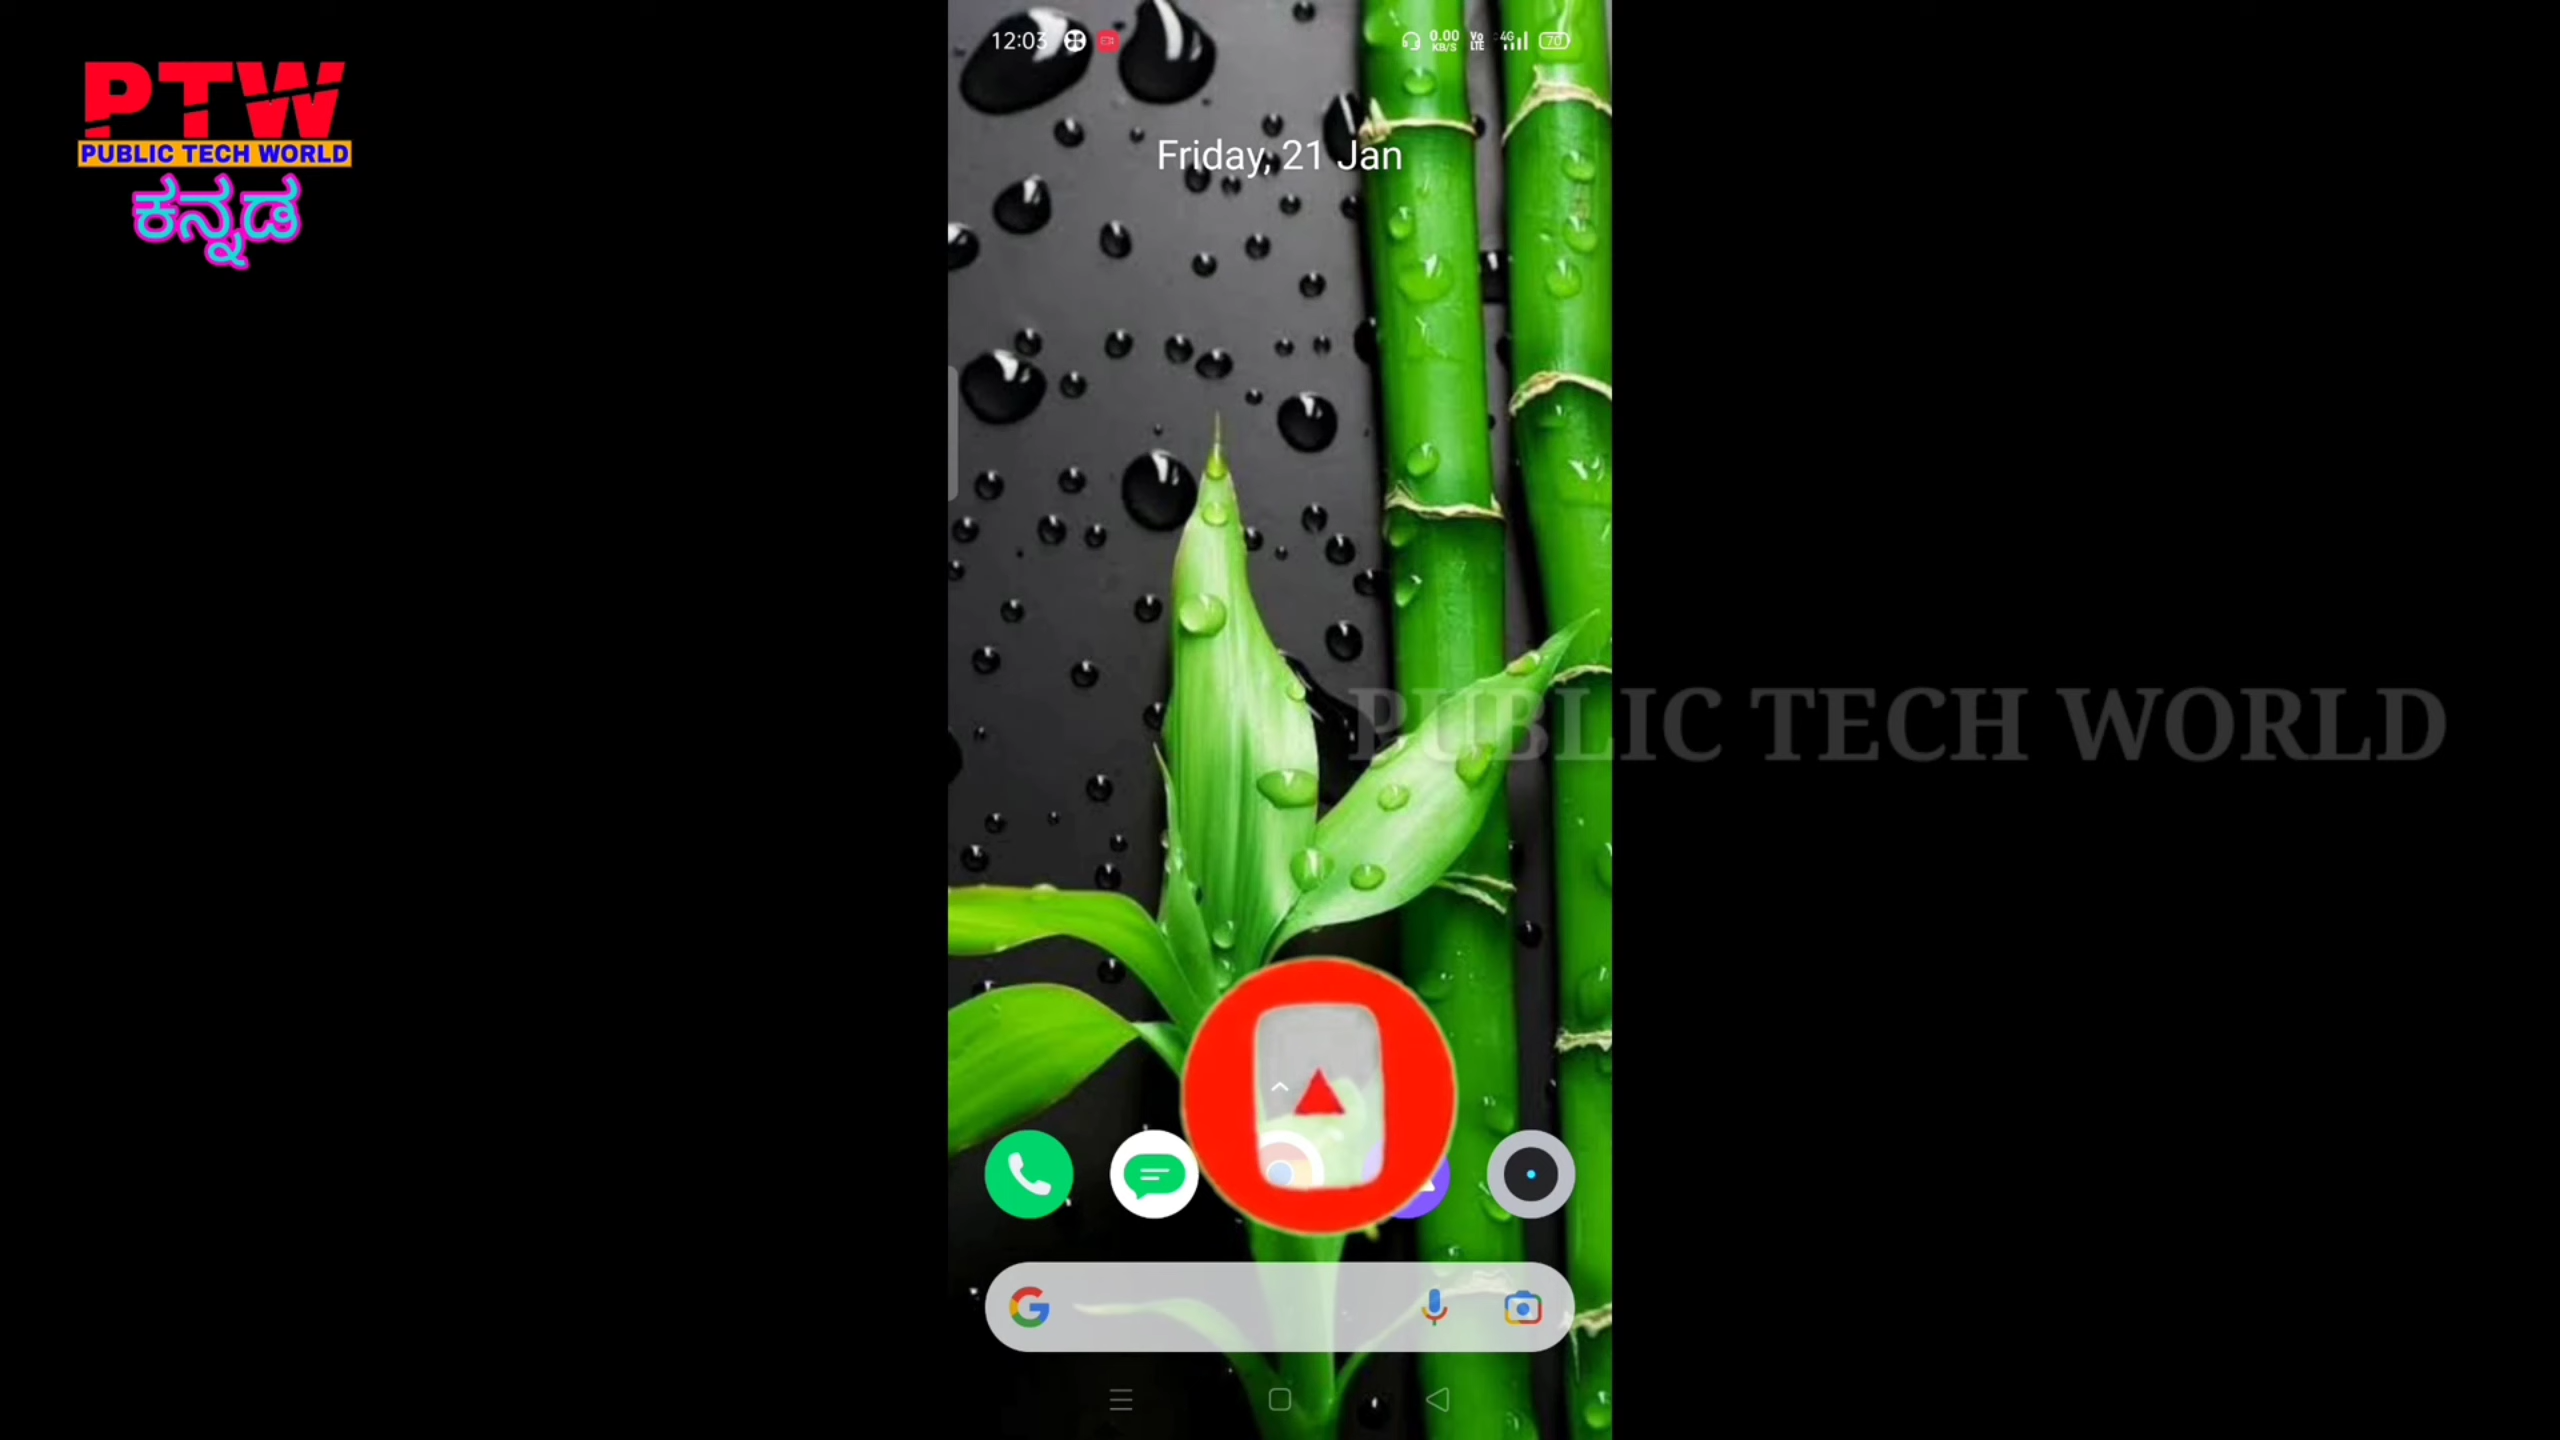 PTW
PUBLIC TECH WORLD
ಕನ್ನಡ
12:03
0.00
KB/S
Vo
LTE
4G
70
Friday, 21 Jan
PUBLIC TECH WORLD